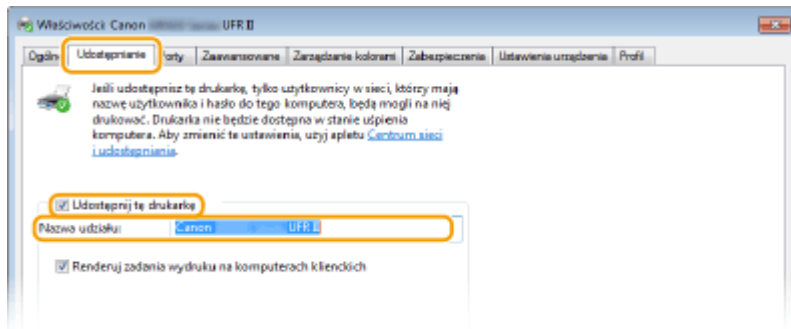 Właściwości: Canon UFR II
Ogólne Udostępnianie Porty Zaawansowane Zarządzanie kolorami Zabezpieczenia Ustawienia urządzenia Profil
Jeśli udostępnisz tę drukarkę, tylko użytkownicy w sieci, którzy mają
nazwę użytkownika i hasło do tego komputera, będą mogli na niej
drukować. Drukarka nie będzie dostępna w stanie uśpienia
komputera. Aby zmienić te ustawienia, użyj apletu Centrum sieci
i udostępniania.
Udostępnij tę drukarkę
Nazwa udziału: Canon UFR II
Renderuj zadania wydruku na komputerach klienckich